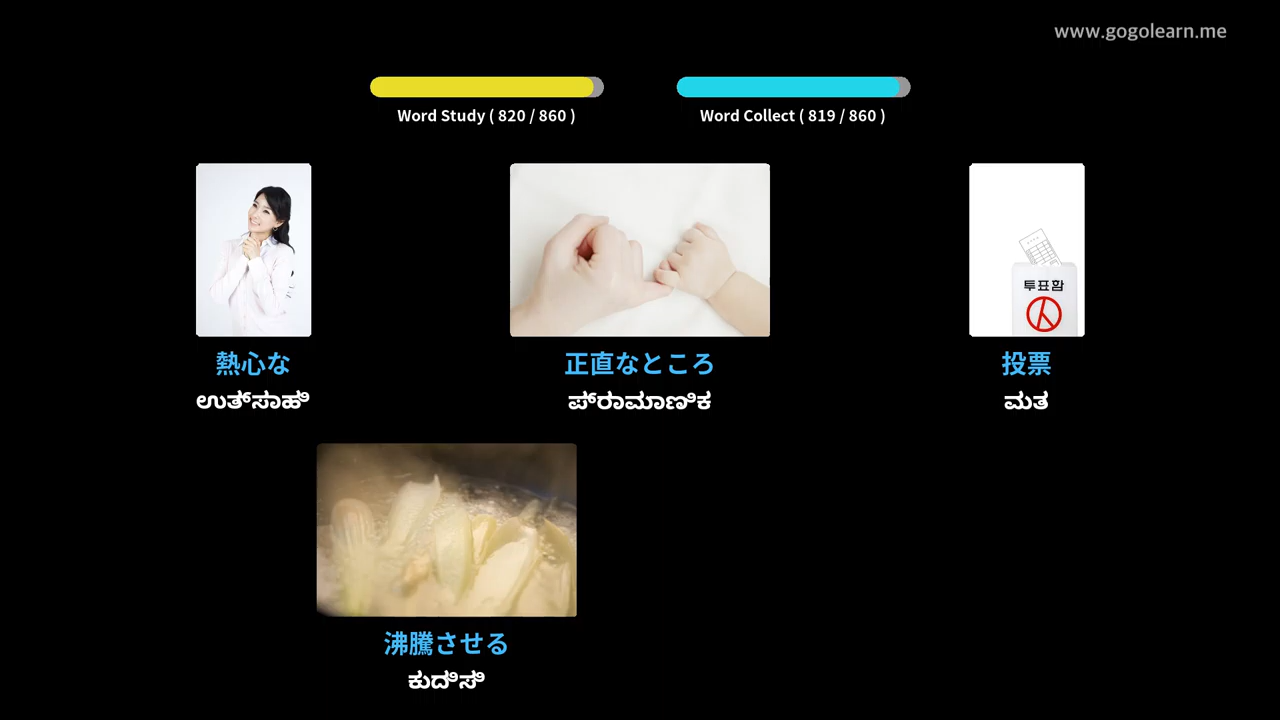 www.gogolearn.me
Word Study ( 820 / 860 )
Word Collect ( 819 / 860 )
투표함
熱心な
正直なところ
投票
ಉತ್ಸಾಹಿ
ಪ್ರಾಮಾಣಿಕ
ಮತ
沸騰させる
ಕುದಿಸಿ